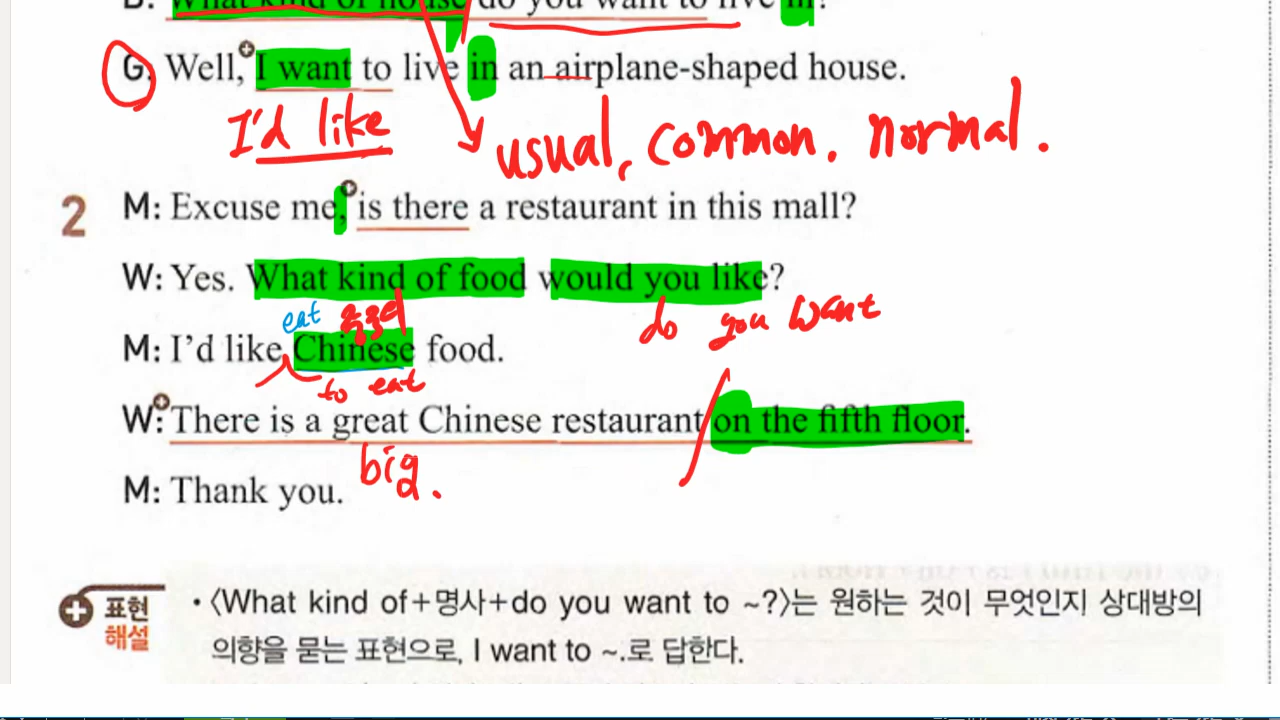 B: What kind of house do you want to live in?
G: Well, I want to live in an airplane-shaped house.
I'd like
usual, common. normal.
2 M: Excuse me, is there a restaurant in this mall?
W: Yes. What kind of food would you like?
eat 중국
do you want
M: I'd like Chinese food.
to eat
W: There is a great Chinese restaurant on the fifth floor.
big.
M: Thank you.
표현 해설
• 〈What kind of+명사+do you want to ~?〉는 원하는 것이 무엇인지 상대방의
의향을 묻는 표현으로, I want to ~.로 답한다.